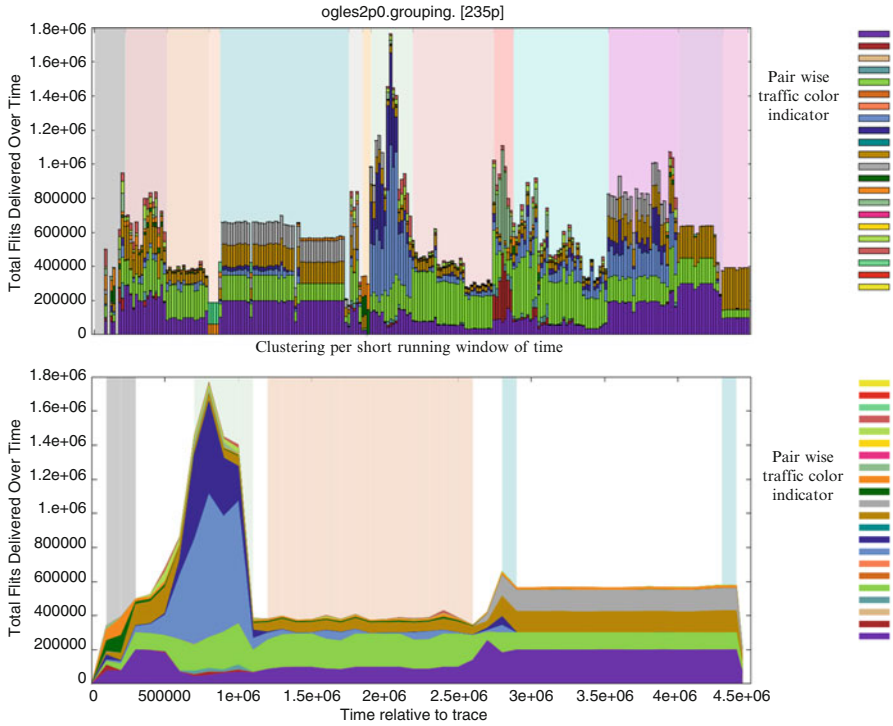 ogles2p0.grouping. [235p]
1.8e+06
1.6e+06
1.4e+06
1.2e+06
1.0e+06
800000
600000
400000
200000
0
Total Flits Delivered Over Time
Pair wise
traffic color
indicator
Clustering per short running window of time
1.8e+06
1.6e+06
1.4e+06
1.2e+06
1.0e+06
800000
600000
400000
200000
0
Total Flits Delivered Over Time
Pair wise
traffic color
indicator
0 500000 1e+06 1.5e+06 2e+06 2.5e+06 3e+06 3.5e+06 4e+06 4.5e+06
Time relative to trace